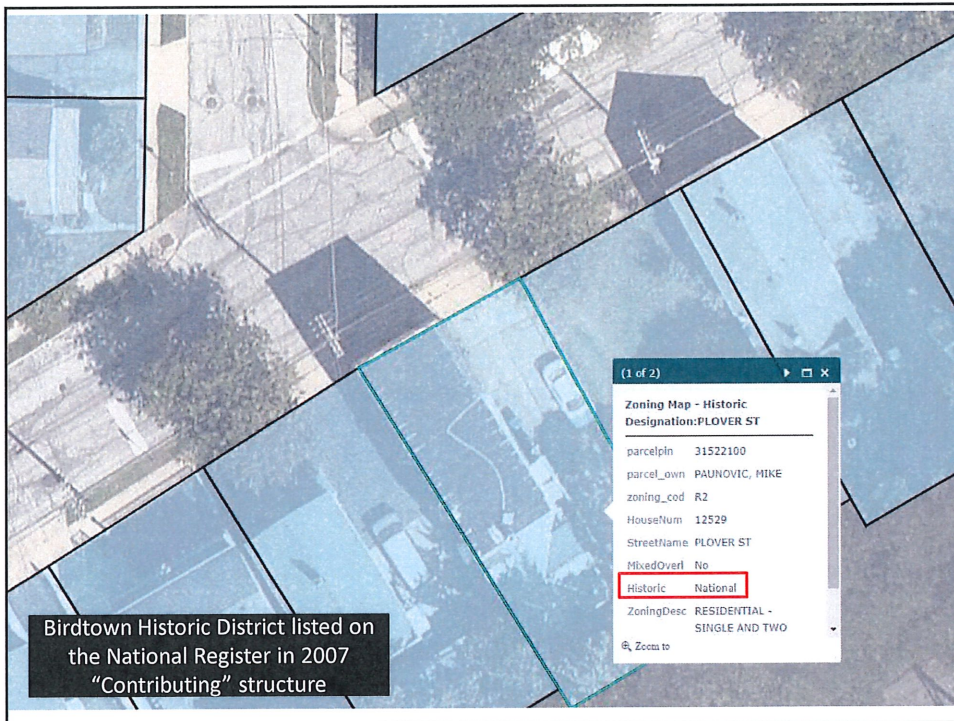 (1 of 2)
Zoning Map - Historic
Designation:PLOVER ST
parcelpin 31522100
parcel_own PAUNOVIC, MIKE
zoning_cod R2
HouseNum 12529
StreetName PLOVER ST
MixedOverl No
Historic National
ZoningDesc RESIDENTIAL -
SINGLE AND TWO
Zoom to
Birdtown Historic District listed on
the National Register in 2007
“Contributing” structure